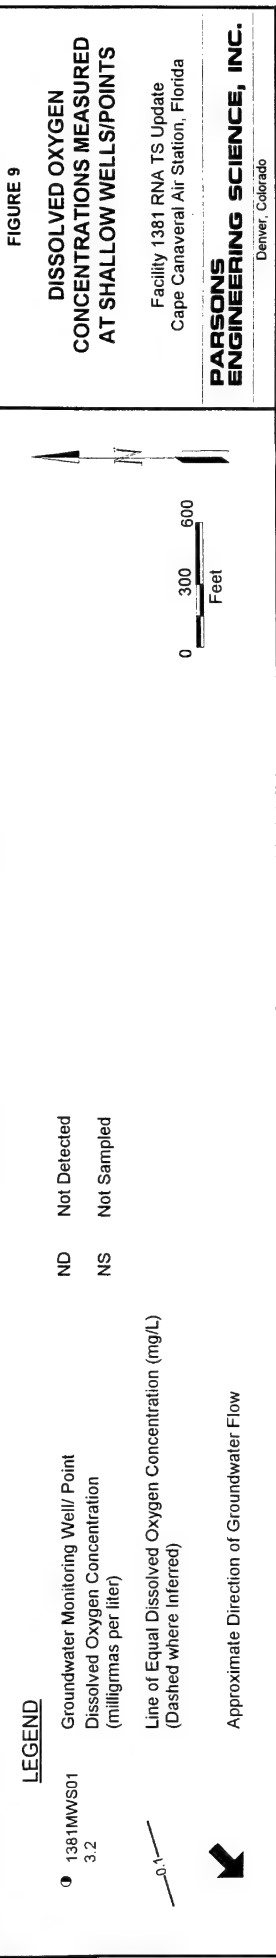 LEGEND
1381MWS01 Groundwater Monitoring Well/ Point
3.2 Dissolved Oxygen Concentration
(milligrmas per liter)
0.1 Line of Equal Dissolved Oxygen Concentration (mg/L)
(Dashed where Inferred)
Approximate Direction of Groundwater Flow
ND Not Detected
NS Not Sampled
N
0 300 600
Feet
FIGURE 9
DISSOLVED OXYGEN
CONCENTRATIONS MEASURED
AT SHALLOW WELLS/POINTS
Facility 1381 RNA TS Update
Cape Canaveral Air Station, Florida
PARSONS
ENGINEERING SCIENCE, INC.
Denver, Colorado